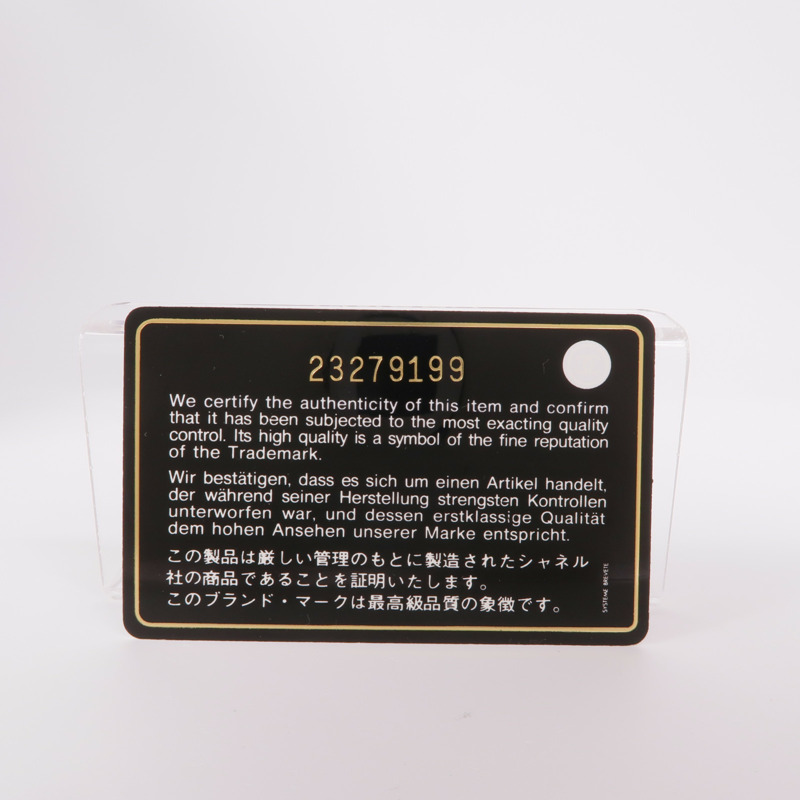 23279199
We certify the authenticity of this item and confirm
that it has been subjected to the most exacting quality
control. Its high quality is a symbol of the fine reputation
of the Trademark.
Wir bestätigen, dass es sich um einen Artikel handelt,
der während seiner Herstellung strengsten Kontrollen
unterworfen war, und dessen erstklassige Qualität
dem hohen Ansehen unserer Marke entspricht.
この製品は厳しい管理のもとに製造されたシャネル
社の商品であることを証明いたします。
このブランド・マークは最高級品質の象徴です。
SYSTEME BREVETE